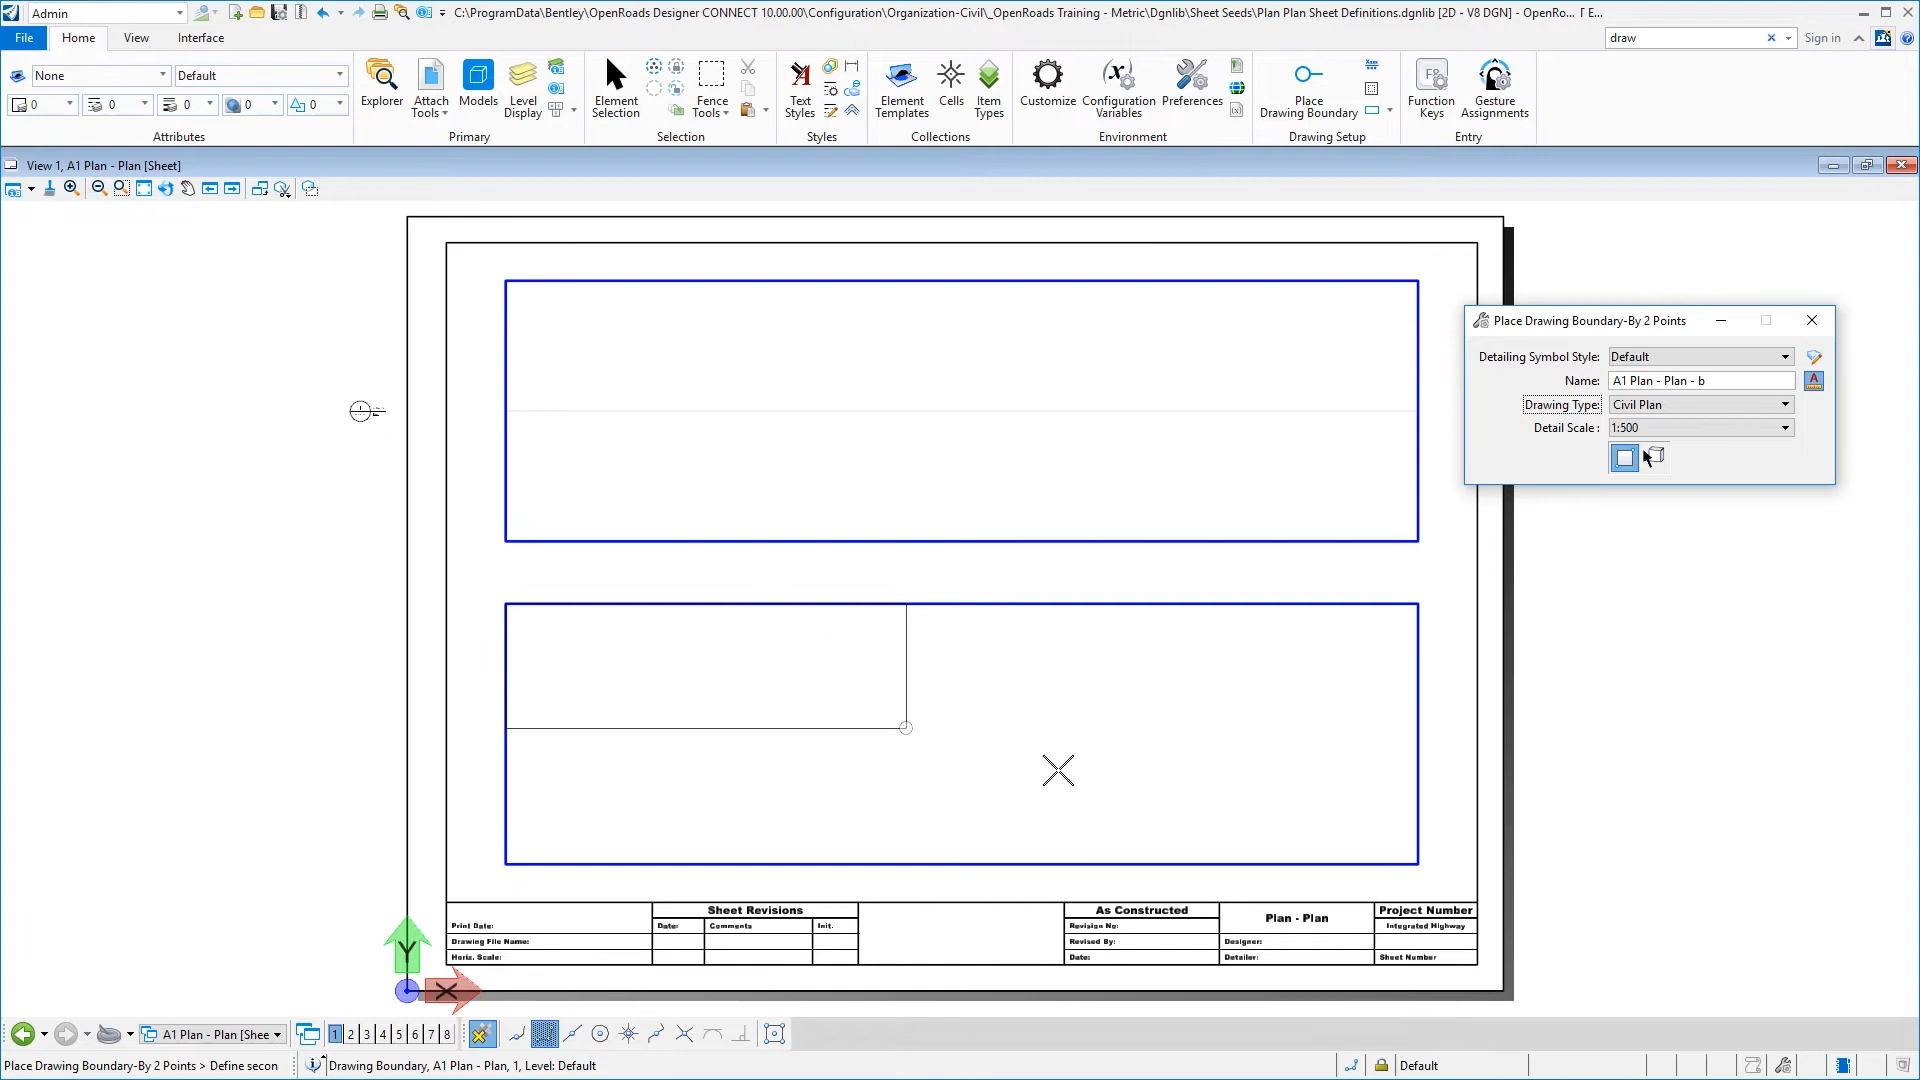 Admin
C:\ProgramData\Bentley\OpenRoads Designer CONNECT 10.00.00\Configuration\Organization-Civil\_OpenRoads Training - Metric\Dgnlib\Sheet Seeds\Plan Plan Sheet Definitions.dgnlib [2D - V8 DGN] - OpenRo...
File Home View Interface
draw
Sign in
None Default
0 0 0 0 0
Attributes
Explorer
Attach Tools
Models
Level Display
Primary
Element Selection
Fence Tools
Selection
Text Styles
Styles
Element Templates
Cells
Item Types
Collections
Customize
Configuration Variables
Preferences
Environment
Place Drawing Boundary
Drawing Setup
Function Keys
Gesture Assignments
Entry
View 1, A1 Plan - Plan [Sheet]
Place Drawing Boundary-By 2 Points
Detailing Symbol Style: Default
Name: A1 Plan - Plan - b
Drawing Type: Civil Plan
Detail Scale : 1:500
Print Date:
Drawing File Name:
Horiz. Scale:
Sheet Revisions
Date: Comments Init.
As Constructed
Revision No:
Revised By:
Date:
Plan - Plan
Designer:
Detailer:
Project Number
Integrated Highway
Sheet Number
Y
X
A1 Plan - Plan [Shee
1 2 3 4 5 6 7 8
Place Drawing Boundary-By 2 Points > Define secon
Drawing Boundary, A1 Plan - Plan, 1, Level: Default
Default